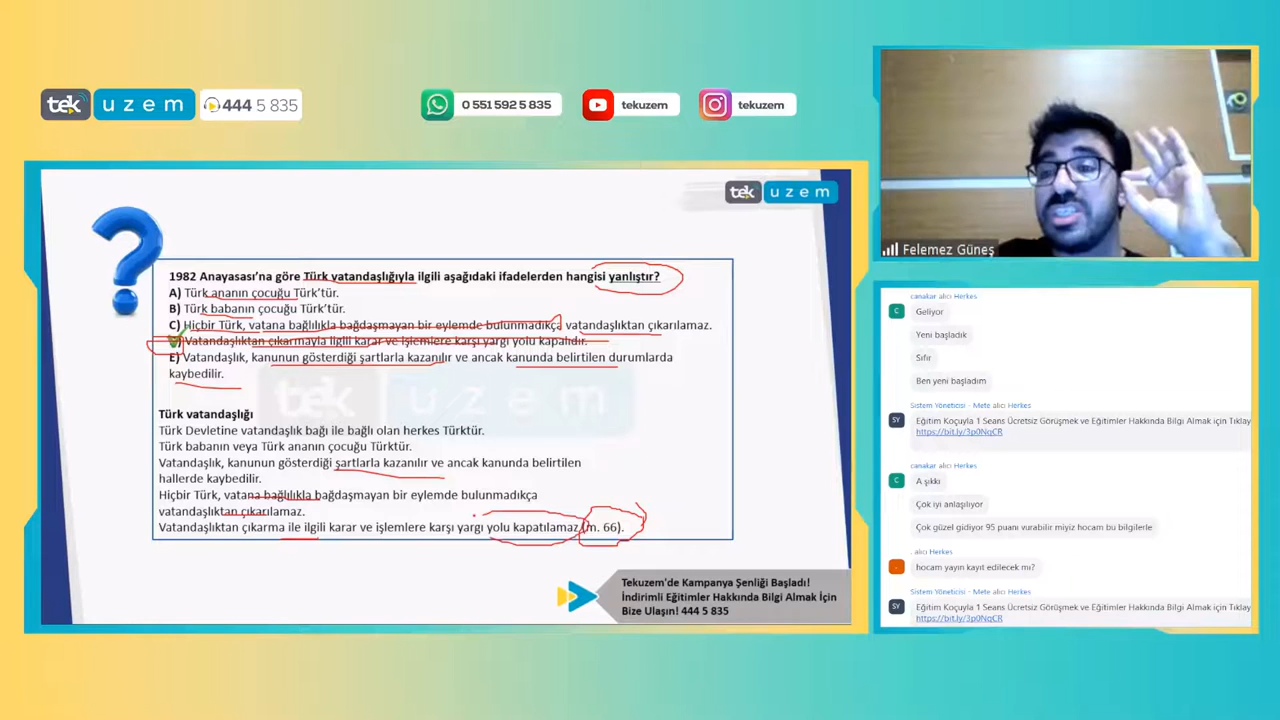 tek uzem 444 5 835
0 551 592 5 835
tekuzem
tekuzem
tek uzem
1982 Anayasası’na göre Türk vatandaşlığıyla ilgili aşağıdaki ifadelerden hangisi yanlıştır?
A) Türk ananın çocuğu Türk’tür.
B) Türk babanın çocuğu Türk’tür.
C) Hiçbir Türk, vatana bağlılıkla bağdaşmayan bir eylemde bulunmadıkça vatandaşlıktan çıkarılamaz.
Vatandaşlıktan çıkarmayla ilgili karar ve işlemlere karşı yargı yolu kapalıdır.
E) Vatandaşlık, kanunun gösterdiği şartlarla kazanılır ve ancak kanunda belirtilen durumlarda
kaybedilir.
tek uzem
Türk vatandaşlığı
Türk Devletine vatandaşlık bağı ile bağlı olan herkes Türktür.
Türk babanın veya Türk ananın çocuğu Türktür.
Vatandaşlık, kanunun gösterdiği şartlarla kazanılır ve ancak kanunda belirtilen
hallerde kaybedilir.
Hiçbir Türk, vatana bağlılıkla bağdaşmayan bir eylemde bulunmadıkça
vatandaşlıktan çıkarılamaz.
Vatandaşlıktan çıkarma ile ilgili karar ve işlemlere karşı yargı yolu kapatılamaz (m. 66).
Tekuzem'de Kampanya Şenliği Başladı!
İndirimli Eğitimler Hakkında Bilgi Almak İçin
Bize Ulaşın! 444 5 835
Felemez Güneş
canakar alıcı Herkes
C
Geliyor
Yeni başladık
Sıfır
Ben yeni başladım
Sistem Yöneticisi - Mete alıcı Herkes
SY
Eğitim Koçuyla 1 Seans Ücretsiz Görüşmek ve Eğitimler Hakkında Bilgi Almak için Tıklay
https://bit.ly/3p0NqCR
canakar alıcı Herkes
C
A şıkkı
Çok iyi anlaşılıyor
Çok güzel gidiyor 95 puanı vurabilir miyiz hocam bu bilgilerle
. alıcı Herkes
hocam yayın kayıt edilecek mi?
Sistem Yöneticisi - Mete alıcı Herkes
SY
Eğitim Koçuyla 1 Seans Ücretsiz Görüşmek ve Eğitimler Hakkında Bilgi Almak için Tıklay
https://bit.ly/3p0NqCR